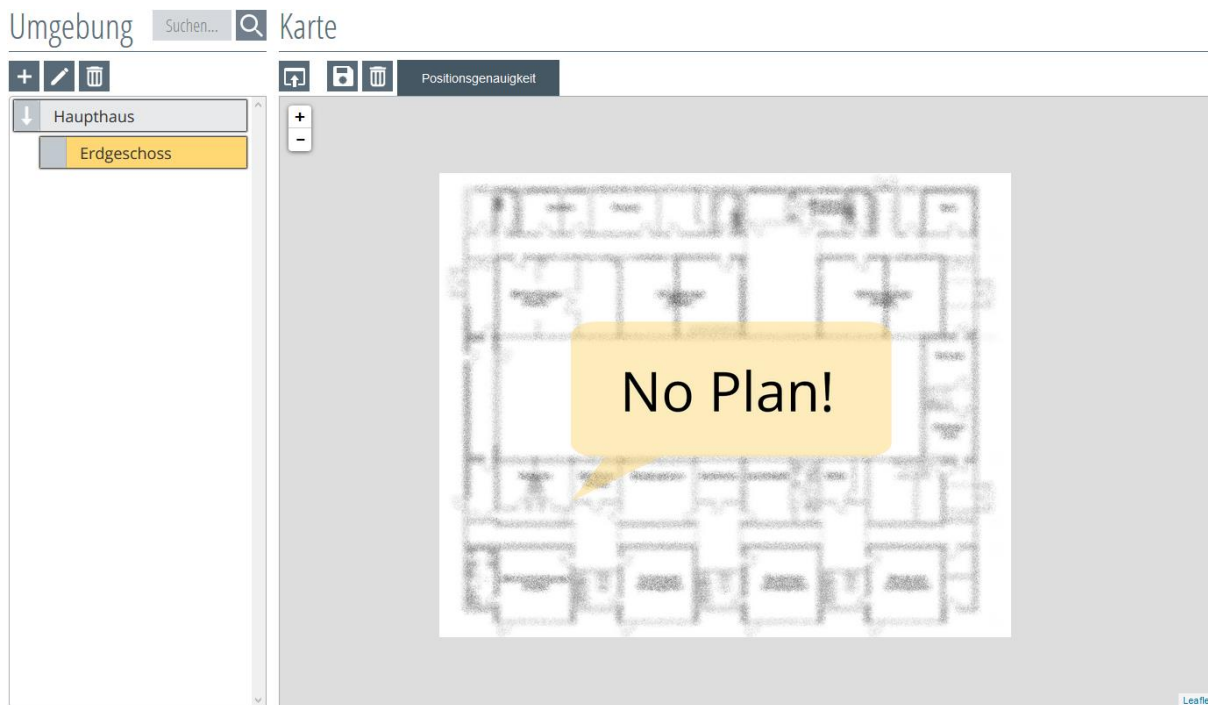 Umgebung
Suchen...
Karte
Positionsgenauigkeit
Haupthaus
+
-
Erdgeschoss
No Plan!